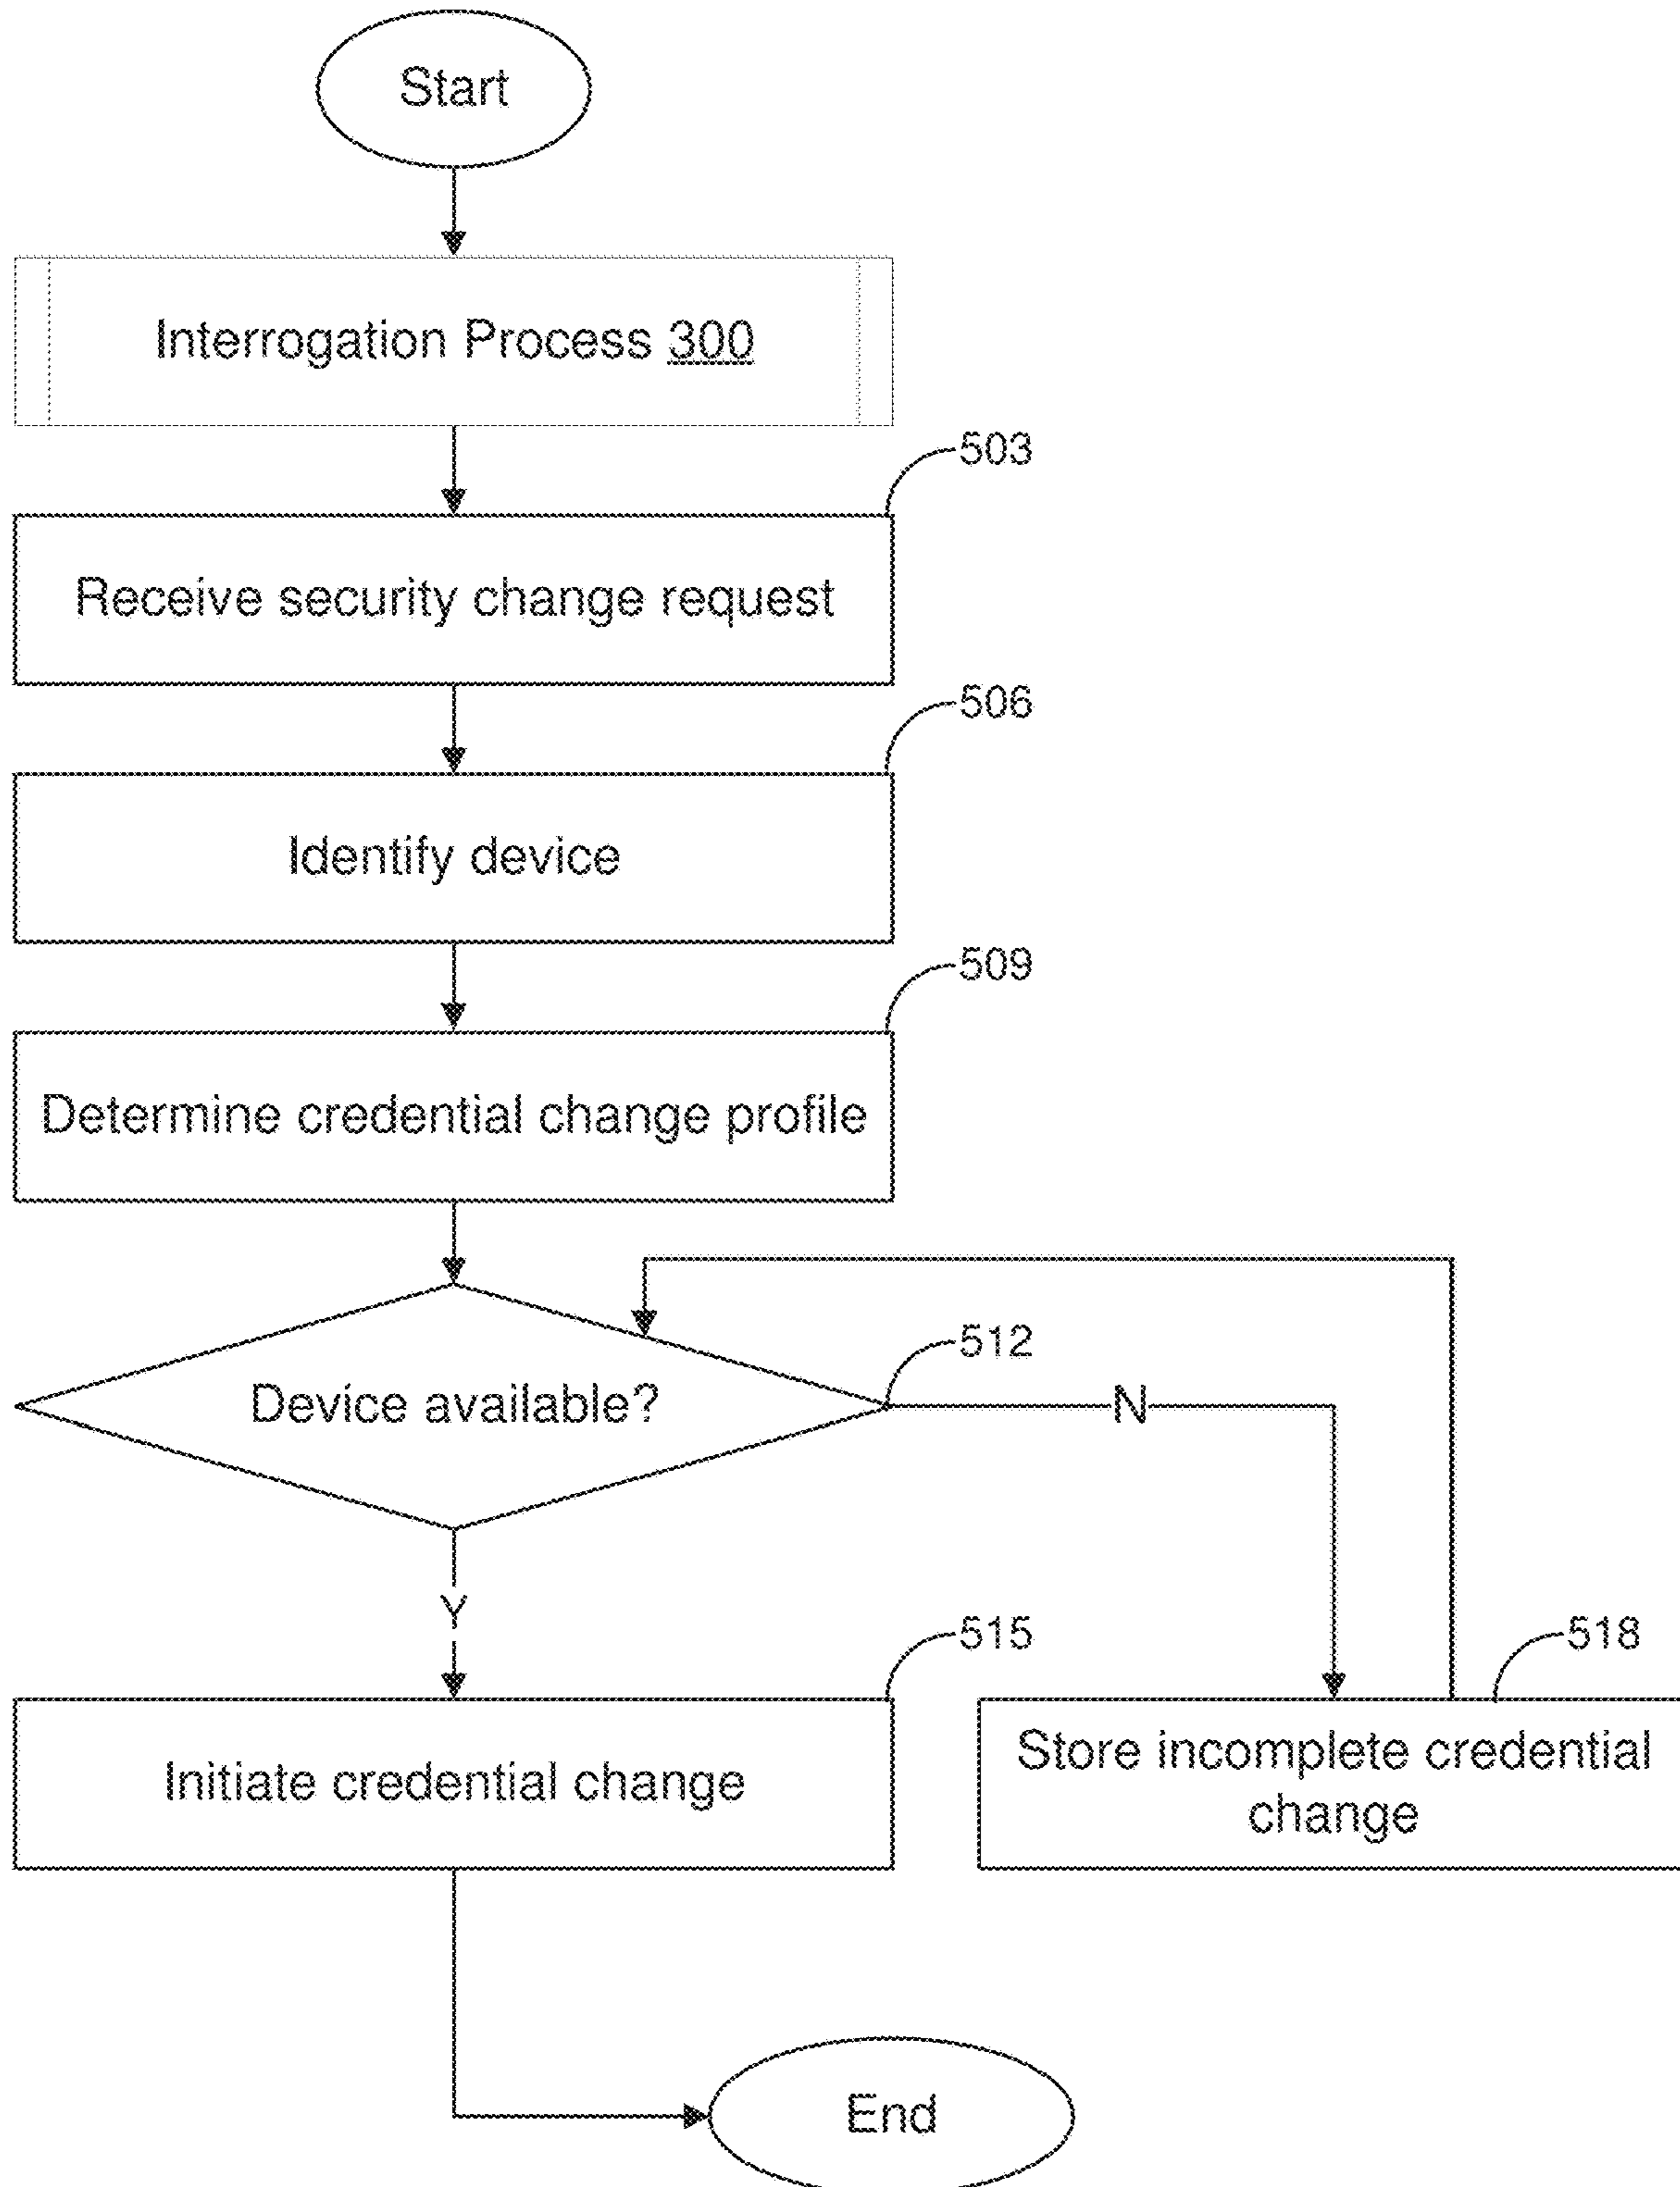 Start
Interrogation Process 300
503
Receive security change request
506
Identify device
509
Determine credential change profile
512
Device available?
N
Y
515
518
Initiate credential change
Store incomplete credential
change
End